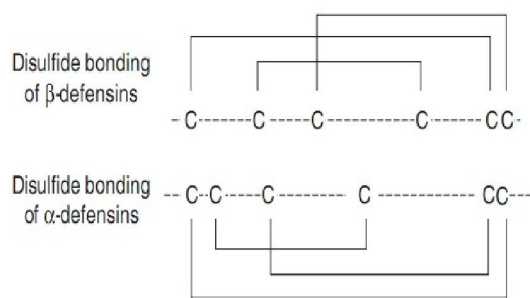 Disulfide bonding
of β-defensins
--C------C------C----------C------CC--
Disulfide bonding
of α-defensins
--C-C-----C--------C----------CC---